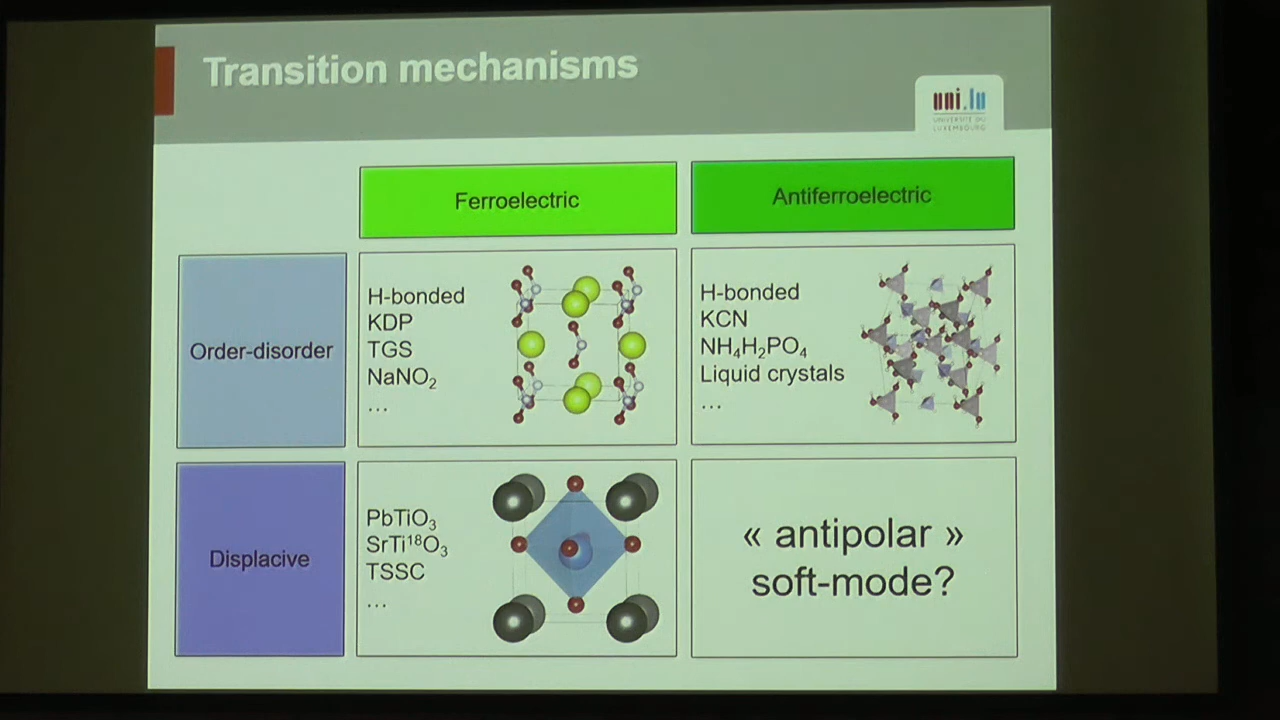 Transition mechanisms
uni.lu
UNIVERSITÉ DU
LUXEMBOURG
Ferroelectric
Antiferroelectric
Order-disorder
H-bonded
KDP
TGS
NaNO₂
...
H-bonded
KCN
NH₄H₂PO₄
Liquid crystals
...
Displacive
PbTiO₃
SrTi¹⁸O₃
TSSC
...
« antipolar »
soft-mode?